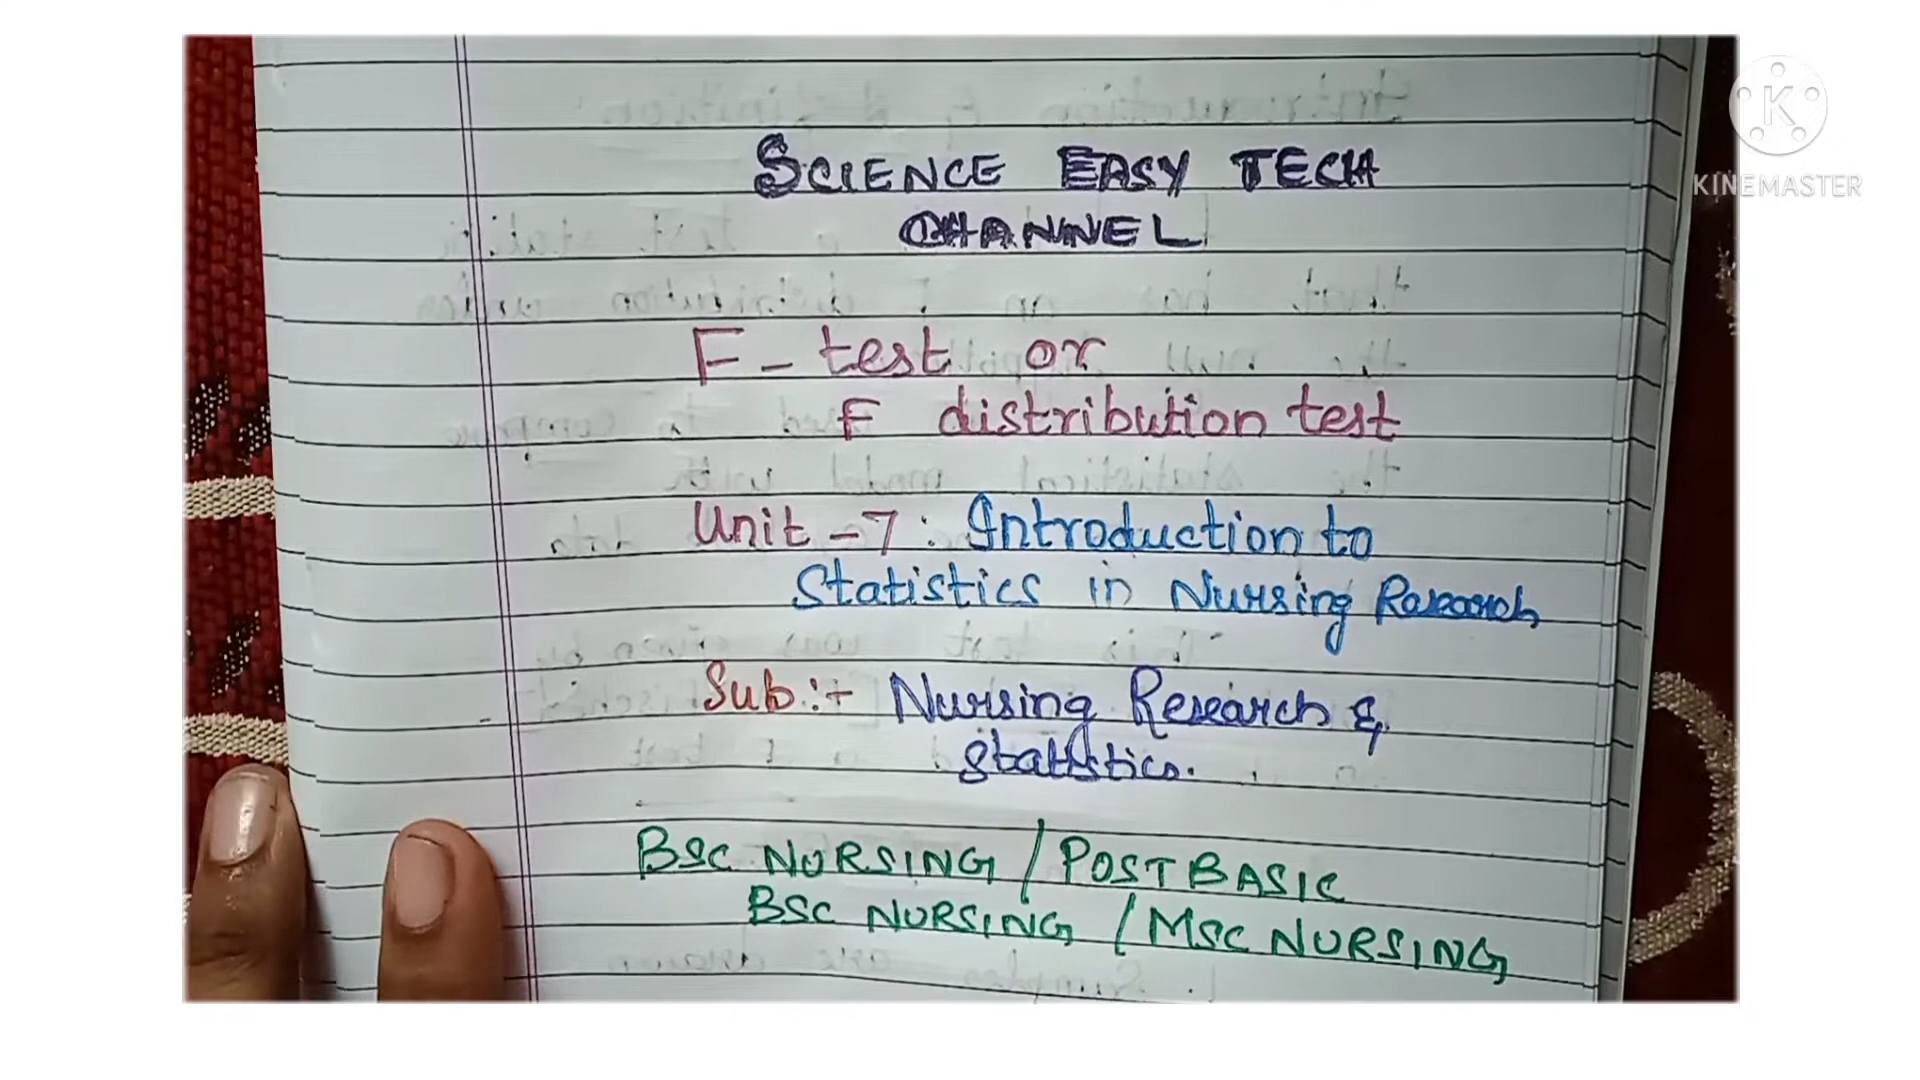 SCIENCE EASY TECH
CHANNEL
F - test or
F distribution test
Unit - 7 : Introduction to
Statistics in Nursing Research
Sub :- Nursing Research &
Statistics.
BSC NURSING / POST BASIC
BSC NURSING / MSC NURSING
K
KINEMASTER